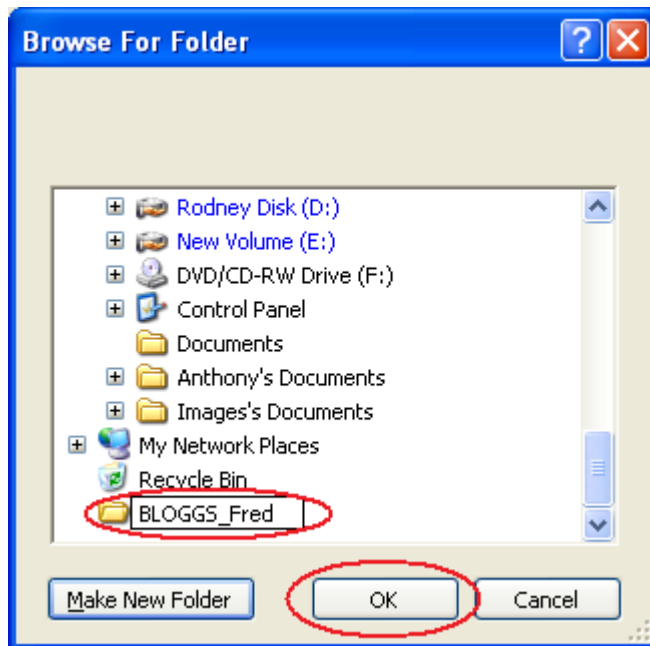 Browse For Folder
Rodney Disk (D:)
New Volume (E:)
DVD/CD-RW Drive (F:)
Control Panel
Documents
Anthony's Documents
Images's Documents
My Network Places
Recycle Bin
BLOGGS_Fred
Make New Folder OK Cancel